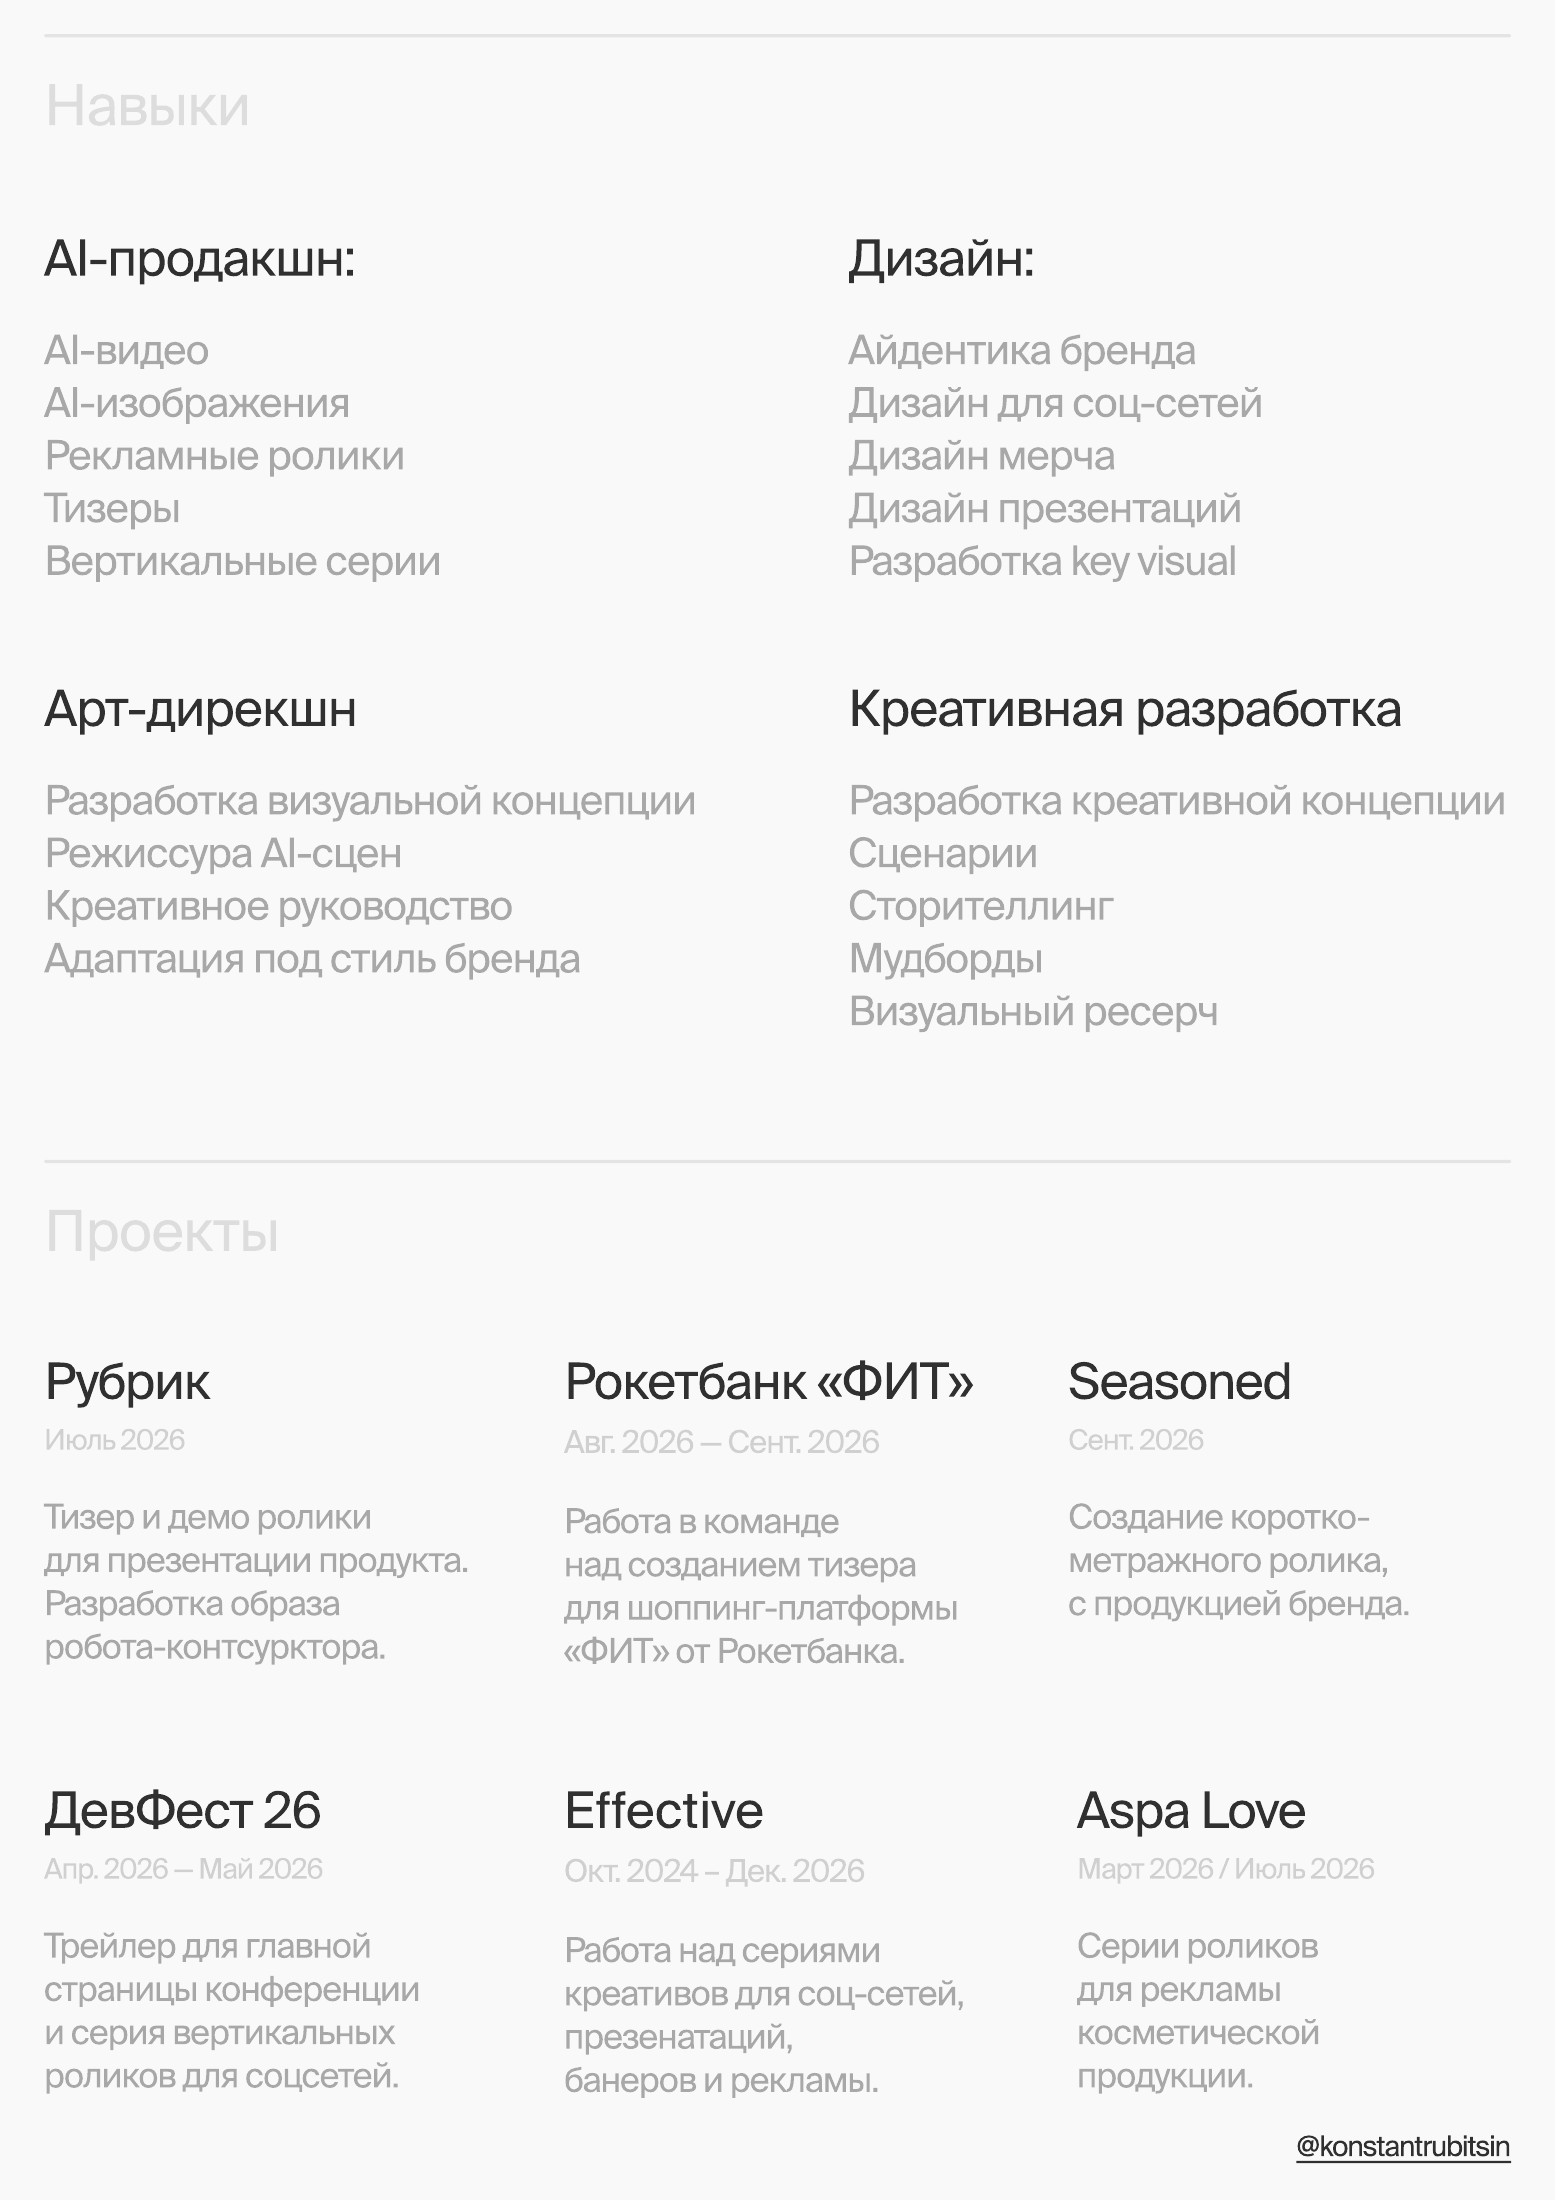 Навыки
AI-продакшн:
AI-видео
AI-изображения
Рекламные ролики
Тизеры
Вертикальные серии
Дизайн:
Айдентика бренда
Дизайн для соц-сетей
Дизайн мерча
Дизайн презентаций
Разработка key visual
Арт-дирекшн
Разработка визуальной концепции
Режиссура AI-сцен
Креативное руководство
Адаптация под стиль бренда
Креативная разработка
Разработка креативной концепции
Сценарии
Сторителлинг
Мудборды
Визуальный ресерч
Проекты
Рубрик
Июль 2026
Тизер и демо ролики
для презентации продукта.
Разработка образа
робота-контсурктора.
Рокетбанк «ФИТ»
Авг. 2026 — Сент. 2026
Работа в команде
над созданием тизера
для шоппинг-платформы
«ФИТ» от Рокетбанка.
Seasoned
Сент. 2026
Создание коротко-
метражного ролика,
с продукцией бренда.
ДевФест 26
Апр. 2026 — Май 2026
Трейлер для главной
страницы конференции
и серия вертикальных
роликов для соцсетей.
Effective
Окт. 2024 – Дек. 2026
Работа над сериями
креативов для соц-сетей,
презенатаций,
банеров и рекламы.
Aspa Love
Март 2026 / Июль 2026
Серии роликов
для рекламы
косметической
продукции.
@konstantrubitsin